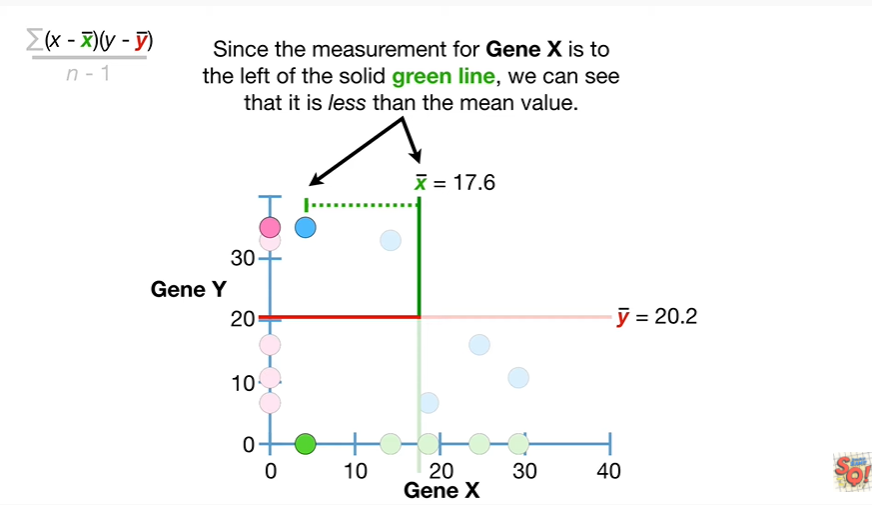 ∑(x - x̄)(y - ȳ)
n - 1
Since the measurement for Gene X is to
the left of the solid green line, we can see
that it is less than the mean value.
x̄ = 17.6
30
Gene Y
20
ȳ = 20.2
10
0
0 10 20 30 40
Gene X
SQ!